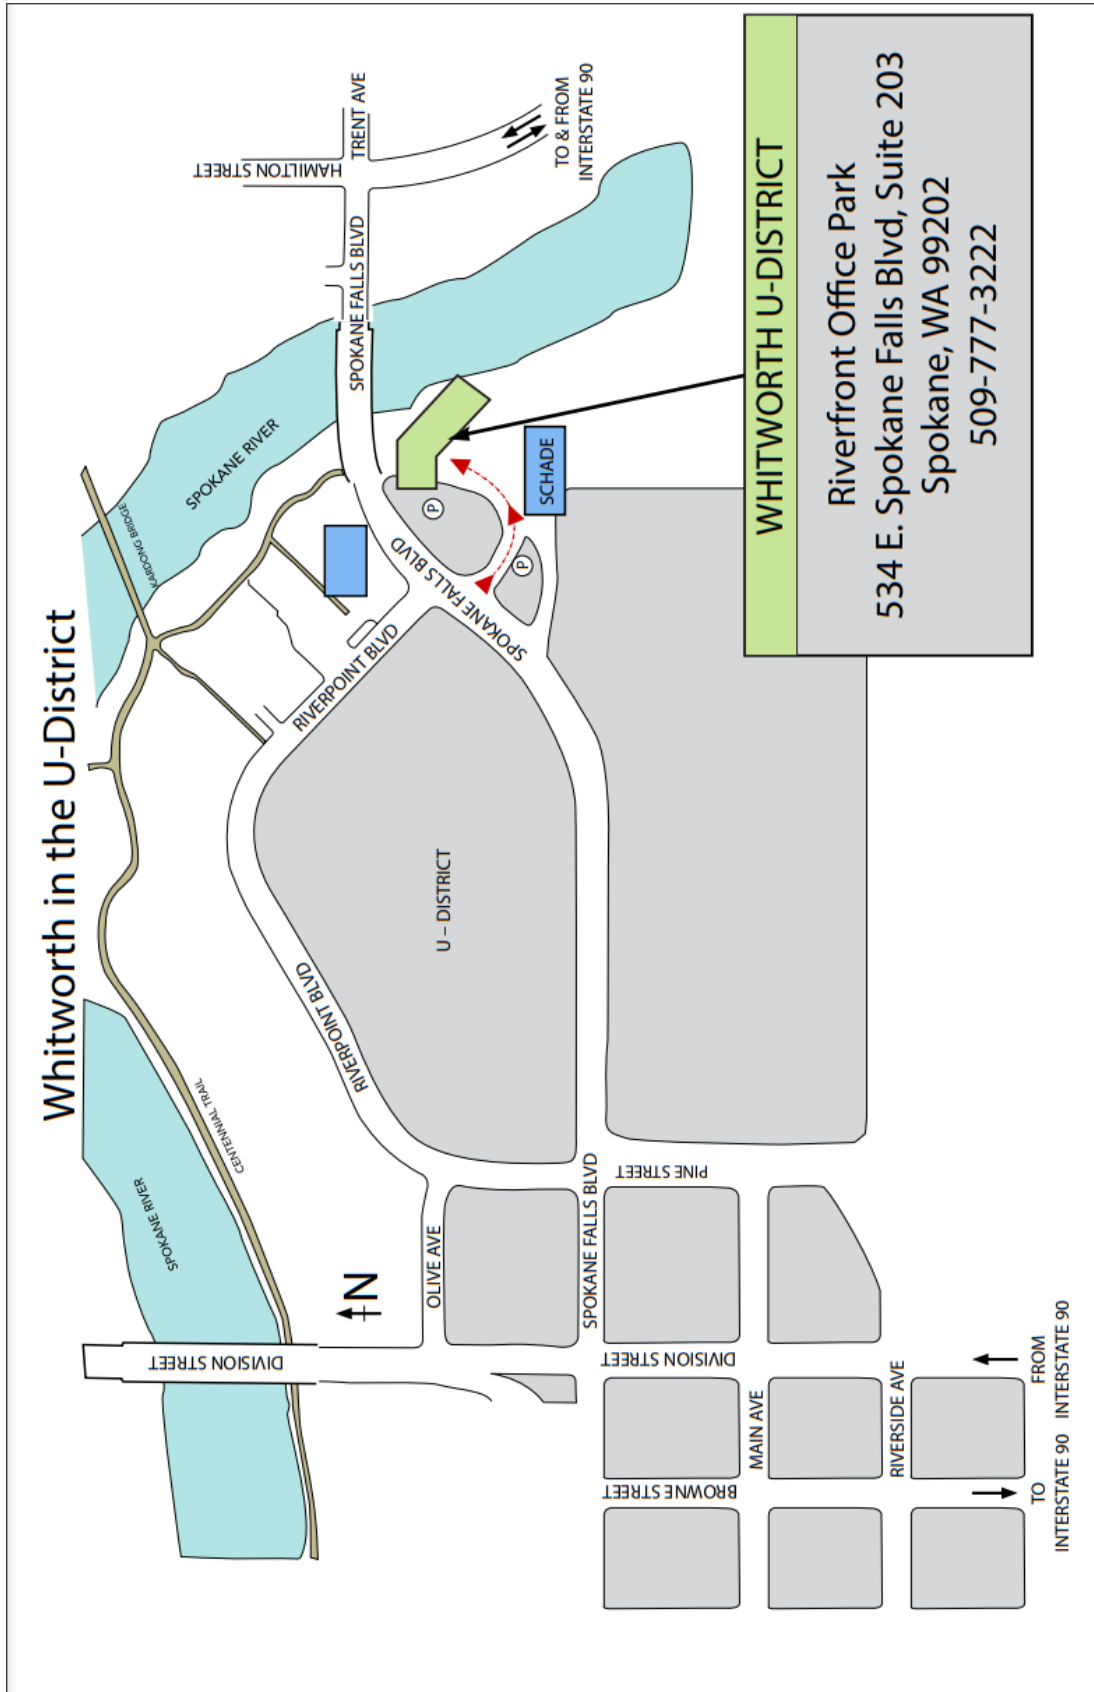 Whitworth in the U-District
SPOKANE RIVER
CENTENNIAL TRAIL
DIVISION STREET
N
OLIVE AVE
RIVERPOINT BLVD
U – DISTRICT
RIVERPOINT BLVD
KARDONG BRIDGE
SPOKANE RIVER
HAMILTON STREET
TRENT AVE
SPOKANE FALLS BLVD
TO & FROM
INTERSTATE 90
SPOKANE FALLS BLVD
P
P
SCHADE
SPOKANE FALLS BLVD
PINE STREET
DIVISION STREET
BROWNE STREET
MAIN AVE
RIVERSIDE AVE
TO
INTERSTATE 90
FROM
INTERSTATE 90
WHITWORTH U-DISTRICT
Riverfront Office Park
534 E. Spokane Falls Blvd, Suite 203
Spokane, WA 99202
509-777-3222